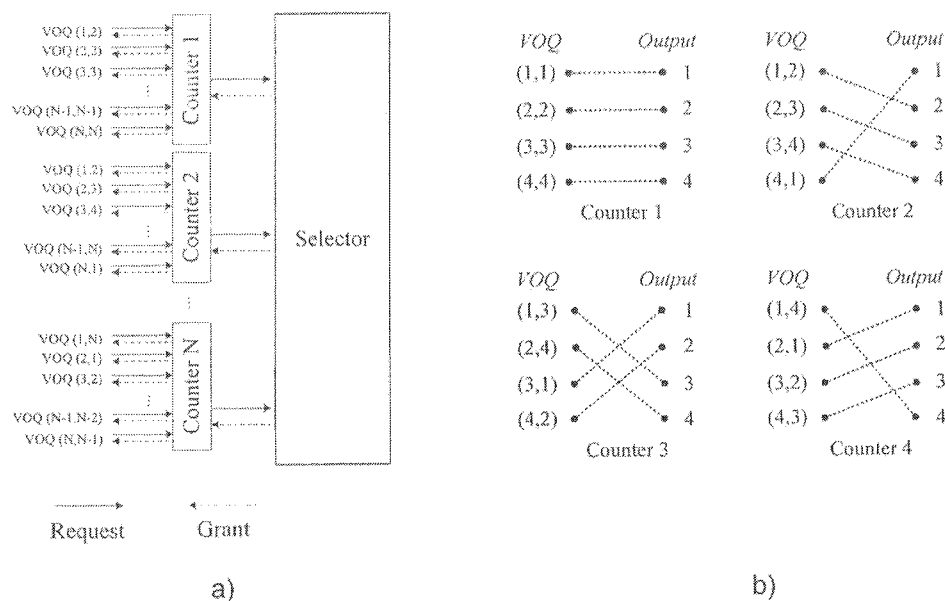 VOQ (1,2)
VOQ (2,3)
VOQ (3,3)
VOQ (N-1,N-1)
VOQ (N,N)
Counter 1
VOQ (1,2)
VOQ (2,3)
VOQ (3,4)
VOQ (N-1,N)
VOQ (N,1)
Counter 2
VOQ (1,N)
VOQ (2,1)
VOQ (3,2)
VOQ (N-1,N-2)
VOQ (N,N-1)
Counter N
Selector
Request
Grant
a)
VOQ Output
(1,1) 1
(2,2) 2
(3,3) 3
(4,4) 4
Counter 1
VOQ Output
(1,2) 1
(2,3) 2
(3,4) 3
(4,1) 4
Counter 2
VOQ Output
(1,3) 1
(2,4) 2
(3,1) 3
(4,2) 4
Counter 3
VOQ Output
(1,4) 1
(2,1) 2
(3,2) 3
(4,3) 4
Counter 4
b)